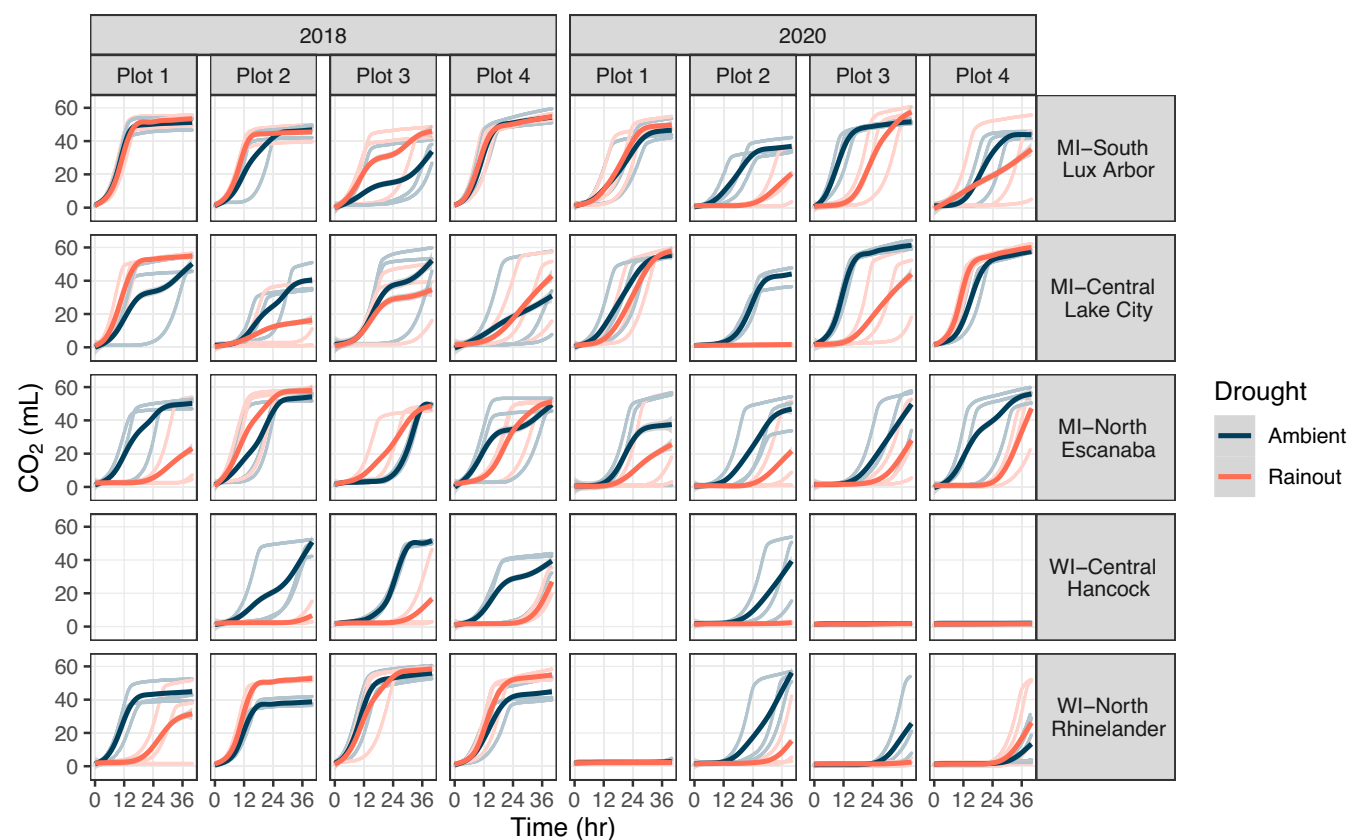 2018 2020
Plot 1 Plot 2 Plot 3 Plot 4 Plot 1 Plot 2 Plot 3 Plot 4
60
40
20
0
MI−South
Lux Arbor
60
40
20
0
MI−Central
Lake City
60
40
20
0
MI−North
Escanaba
60
40
20
0
WI−Central
Hancock
60
40
20
0
WI−North
Rhinelander
0 12 24 36 0 12 24 36 0 12 24 36 0 12 24 36 0 12 24 36 0 12 24 36 0 12 24 36 0 12 24 36
Time (hr)
CO₂ (mL)
Drought
Ambient
Rainout